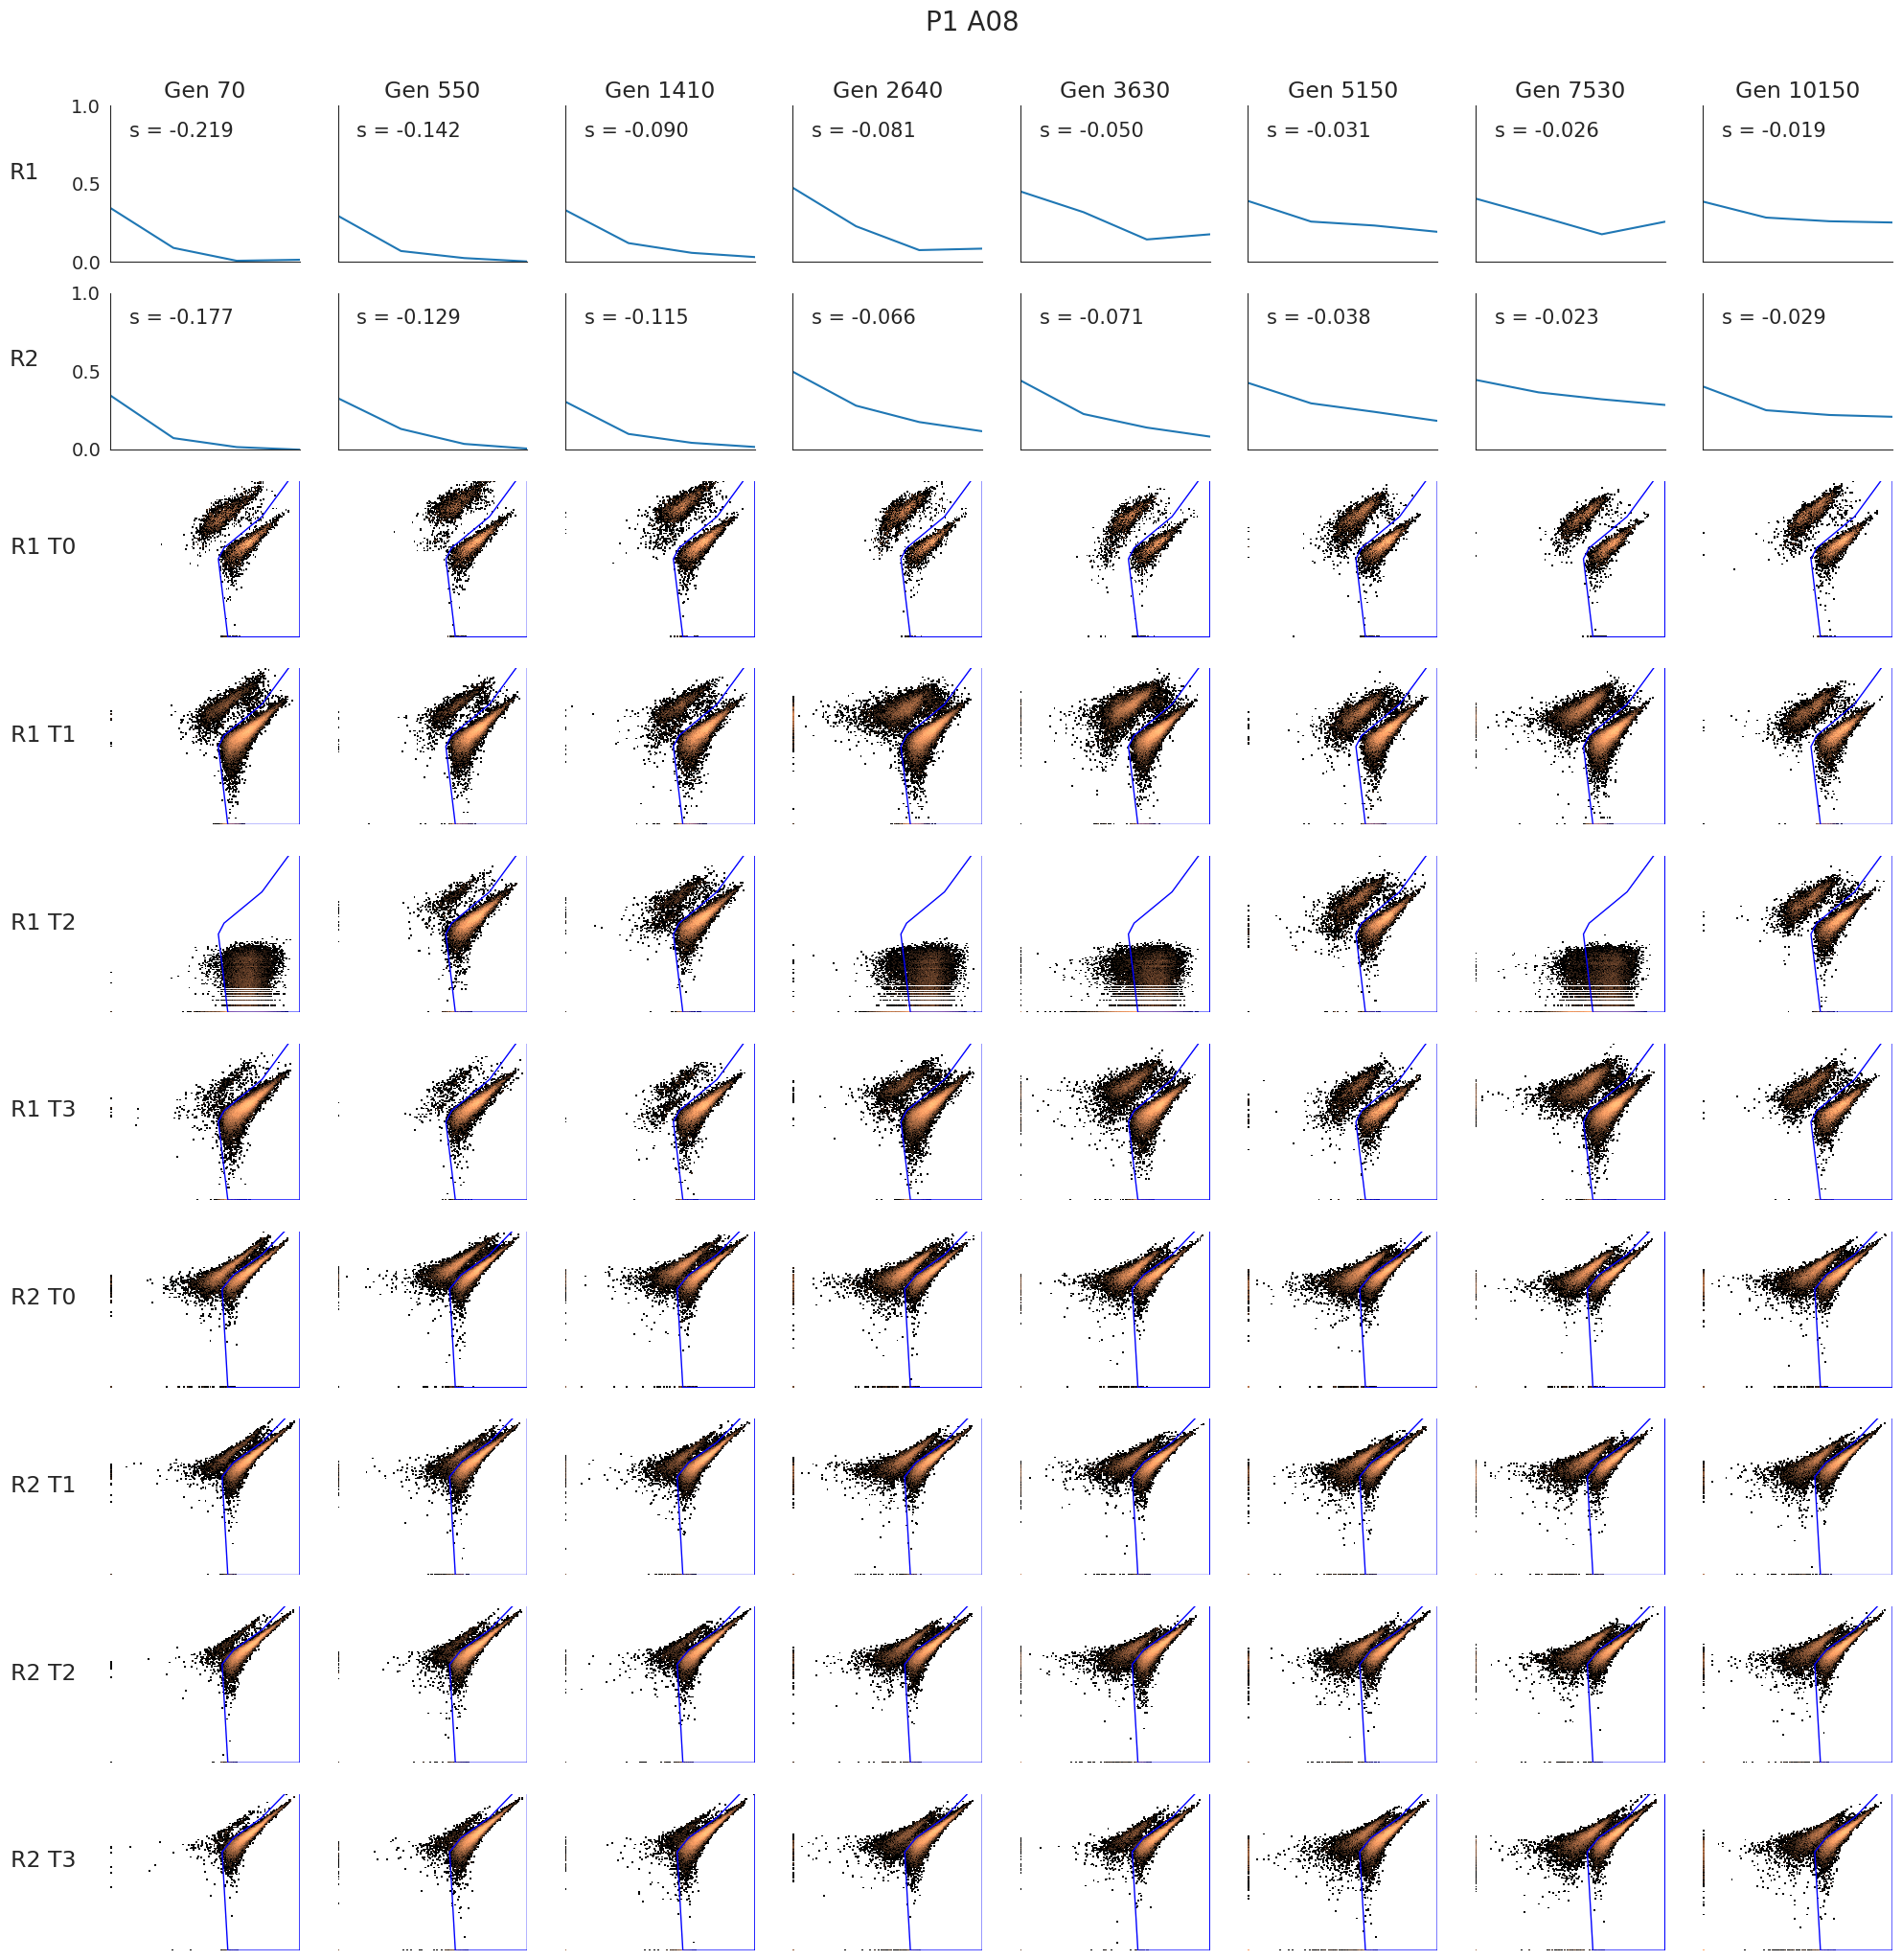 P1 A08
Gen 70 Gen 550 Gen 1410 Gen 2640 Gen 3630 Gen 5150 Gen 7530 Gen 10150
1.0
s = -0.219 s = -0.142 s = -0.090 s = -0.081 s = -0.050 s = -0.031 s = -0.026 s = -0.019
R1
0.5
0.0
1.0
s = -0.177 s = -0.129 s = -0.115 s = -0.066 s = -0.071 s = -0.038 s = -0.023 s = -0.029
R2
0.5
0.0
R1 T0
R1 T1
R1 T2
R1 T3
R2 T0
R2 T1
R2 T2
R2 T3